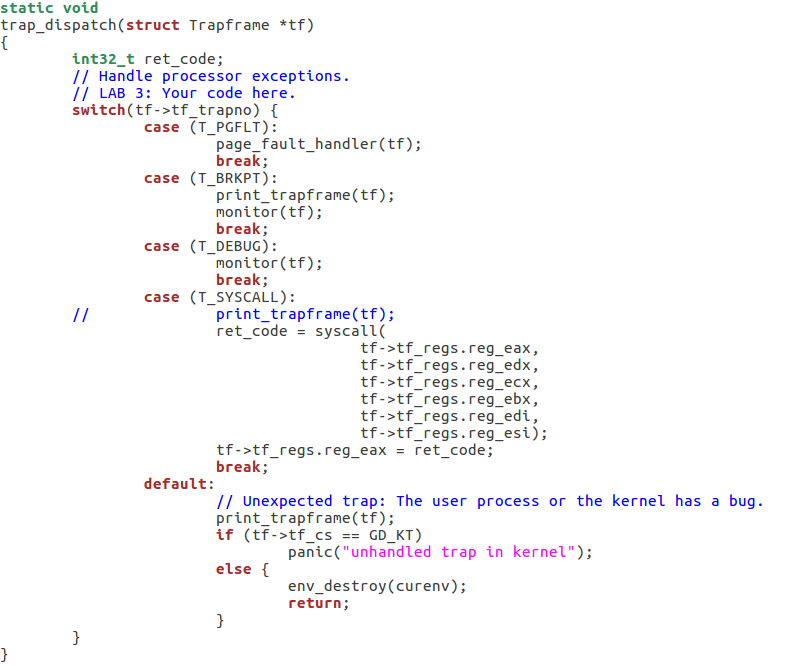 static void
trap_dispatch(struct Trapframe *tf)
{
        int32_t ret_code;
        // Handle processor exceptions.
        // LAB 3: Your code here.
        switch(tf->tf_trapno) {
                case (T_PGFLT):
                        page_fault_handler(tf);
                        break;
                case (T_BRKPT):
                        print_trapframe(tf);
                        monitor(tf);
                        break;
                case (T_DEBUG):
                        monitor(tf);
                        break;
                case (T_SYSCALL):
        //              print_trapframe(tf);
                        ret_code = syscall(
                                        tf->tf_regs.reg_eax,
                                        tf->tf_regs.reg_edx,
                                        tf->tf_regs.reg_ecx,
                                        tf->tf_regs.reg_ebx,
                                        tf->tf_regs.reg_edi,
                                        tf->tf_regs.reg_esi);
                        tf->tf_regs.reg_eax = ret_code;
                        break;
                default:
                        // Unexpected trap: The user process or the kernel has a bug.
                        print_trapframe(tf);
                        if (tf->tf_cs == GD_KT)
                                panic("unhandled trap in kernel");
                        else {
                                env_destroy(curenv);
                                return;
                        }
        }
}